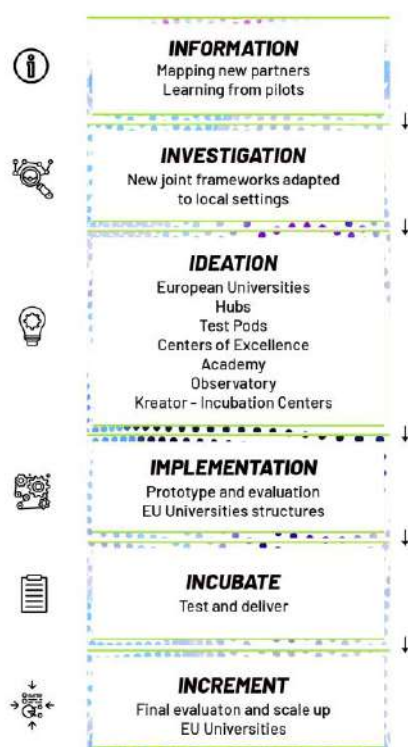 INFORMATION
Mapping new partners
Learning from pilots
INVESTIGATION
New joint frameworks adapted
to local settings
IDEATION
European Universities
Hubs
Test Pods
Centers of Excellence
Academy
Observatory
Kreator - Incubation Centers
IMPLEMENTATION
Prototype and evaluation
EU Universities structures
INCUBATE
Test and deliver
INCREMENT
Final evaluaton and scale up
EU Universities